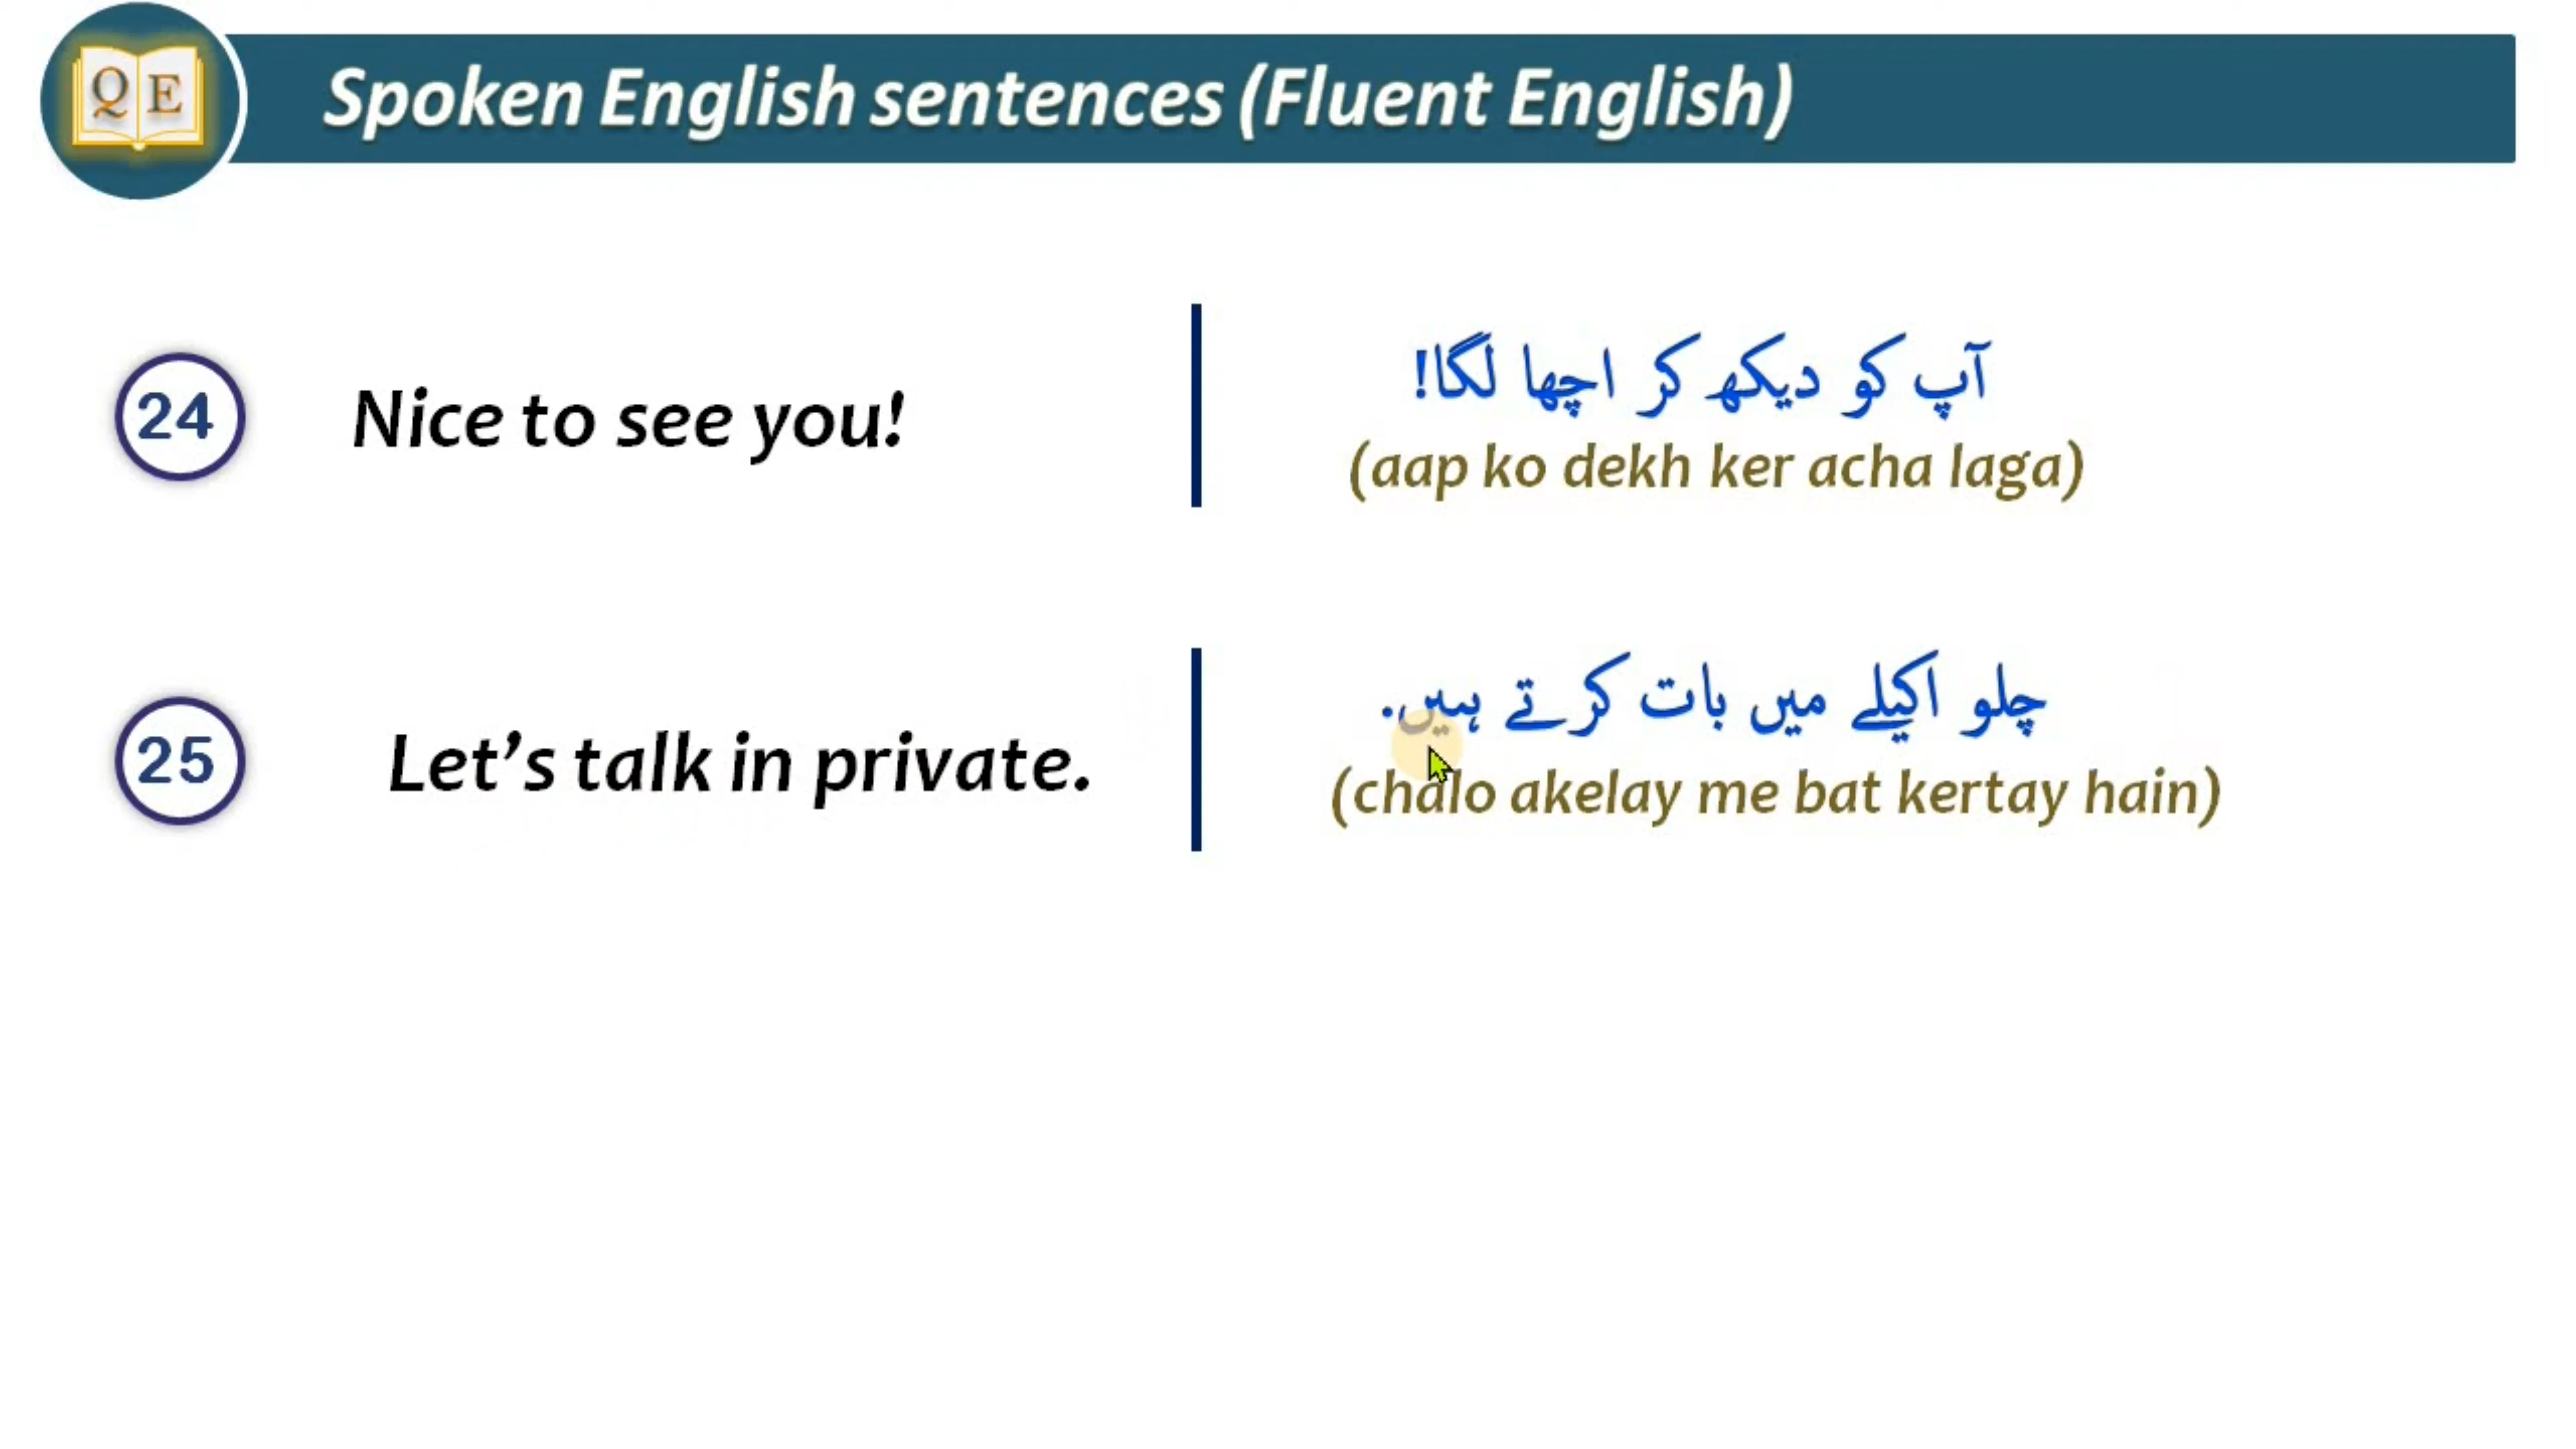 Q E
Spoken English sentences (Fluent English)
24
Nice to see you!
آپ کو دیکھ کر اچھا لگا!
(aap ko dekh ker acha laga)
25
Let's talk in private.
چلو اکیلے میں بات کرتے ہیں.
(chalo akelay me bat kertay hain)